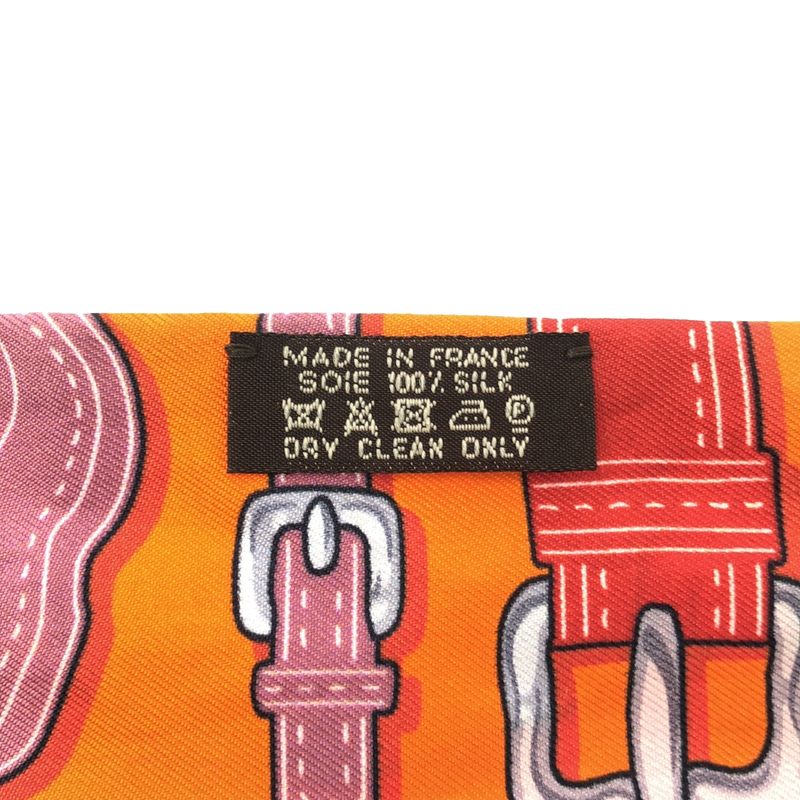 MADE IN FRANCE
SOIE 100% SILK
P
DRY CLEAN ONLY